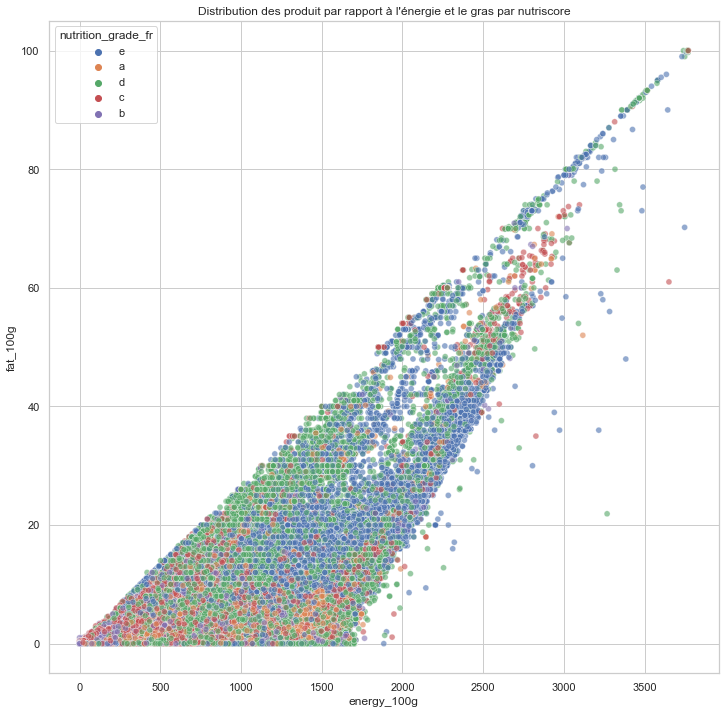 Distribution des produit par rapport à l'énergie et le gras par nutriscore
nutrition_grade_fr
e
a
d
c
b
100
80
60
40
20
0
fat_100g
0
500
1000
1500
2000
2500
3000
3500
energy_100g